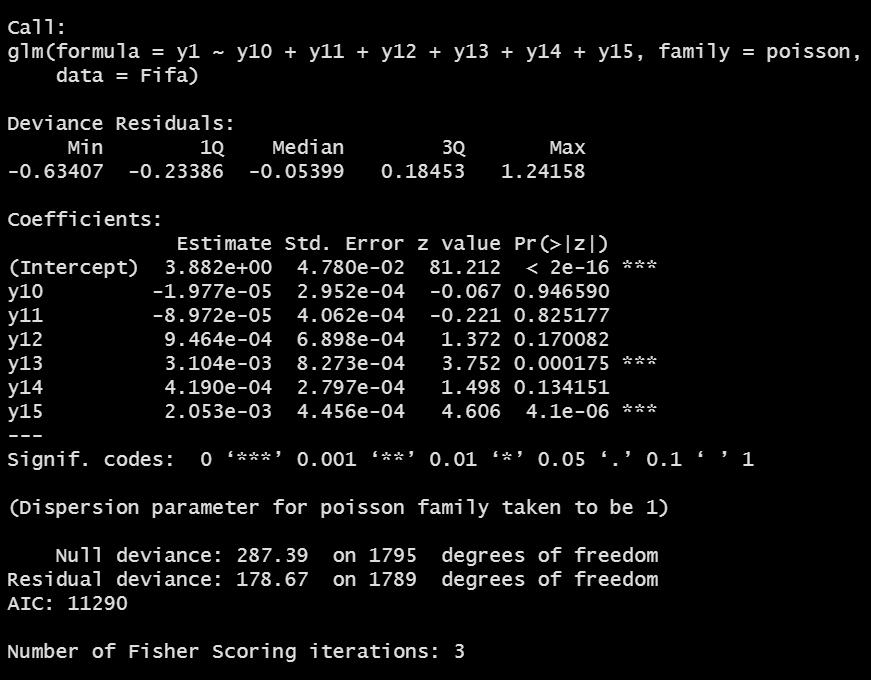 Call:
glm(formula = y1 ~ y10 + y11 + y12 + y13 + y14 + y15, family = poisson,
    data = Fifa)

Deviance Residuals:
     Min        1Q    Median        3Q       Max
-0.63407  -0.23386  -0.05399   0.18453   1.24158

Coefficients:
              Estimate Std. Error z value Pr(>|z|)
(Intercept)  3.882e+00  4.780e-02  81.212  < 2e-16 ***
y10         -1.977e-05  2.952e-04  -0.067 0.946590
y11         -8.972e-05  4.062e-04  -0.221 0.825177
y12          9.464e-04  6.898e-04   1.372 0.170082
y13          3.104e-03  8.273e-04   3.752 0.000175 ***
y14          4.190e-04  2.797e-04   1.498 0.134151
y15          2.053e-03  4.456e-04   4.606  4.1e-06 ***
---
Signif. codes:  0 ‘***’ 0.001 ‘**’ 0.01 ‘*’ 0.05 ‘.’ 0.1 ‘ ’ 1

(Dispersion parameter for poisson family taken to be 1)

    Null deviance: 287.39  on 1795  degrees of freedom
Residual deviance: 178.67  on 1789  degrees of freedom
AIC: 11290

Number of Fisher Scoring iterations: 3